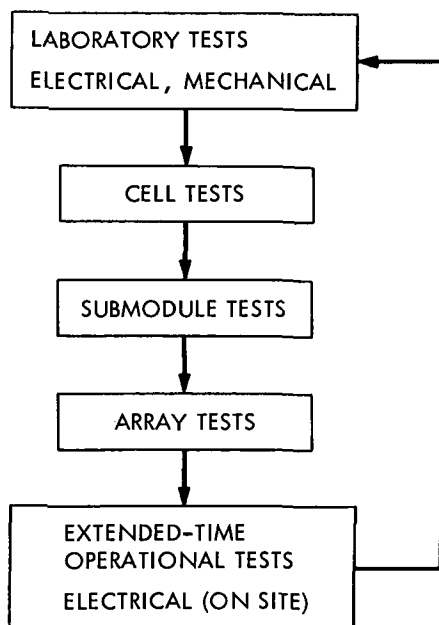 LABORATORY TESTS
ELECTRICAL, MECHANICAL
CELL TESTS
SUBMODULE TESTS
ARRAY TESTS
EXTENDED-TIME
OPERATIONAL TESTS
ELECTRICAL (ON SITE)